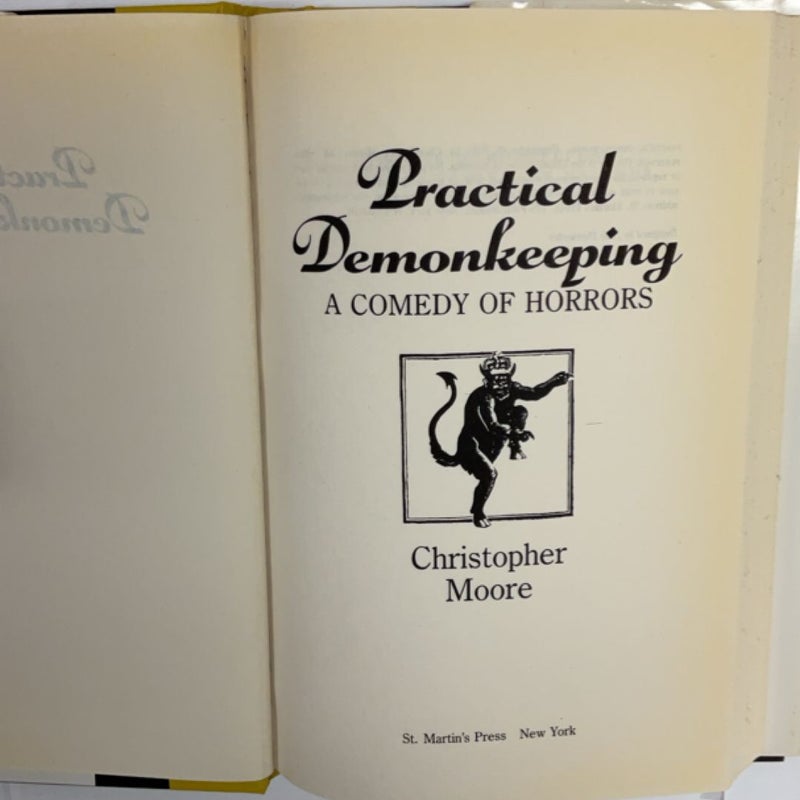 Practical
Demonkeeping
A COMEDY OF HORRORS
Christopher
Moore
St. Martin's Press New York